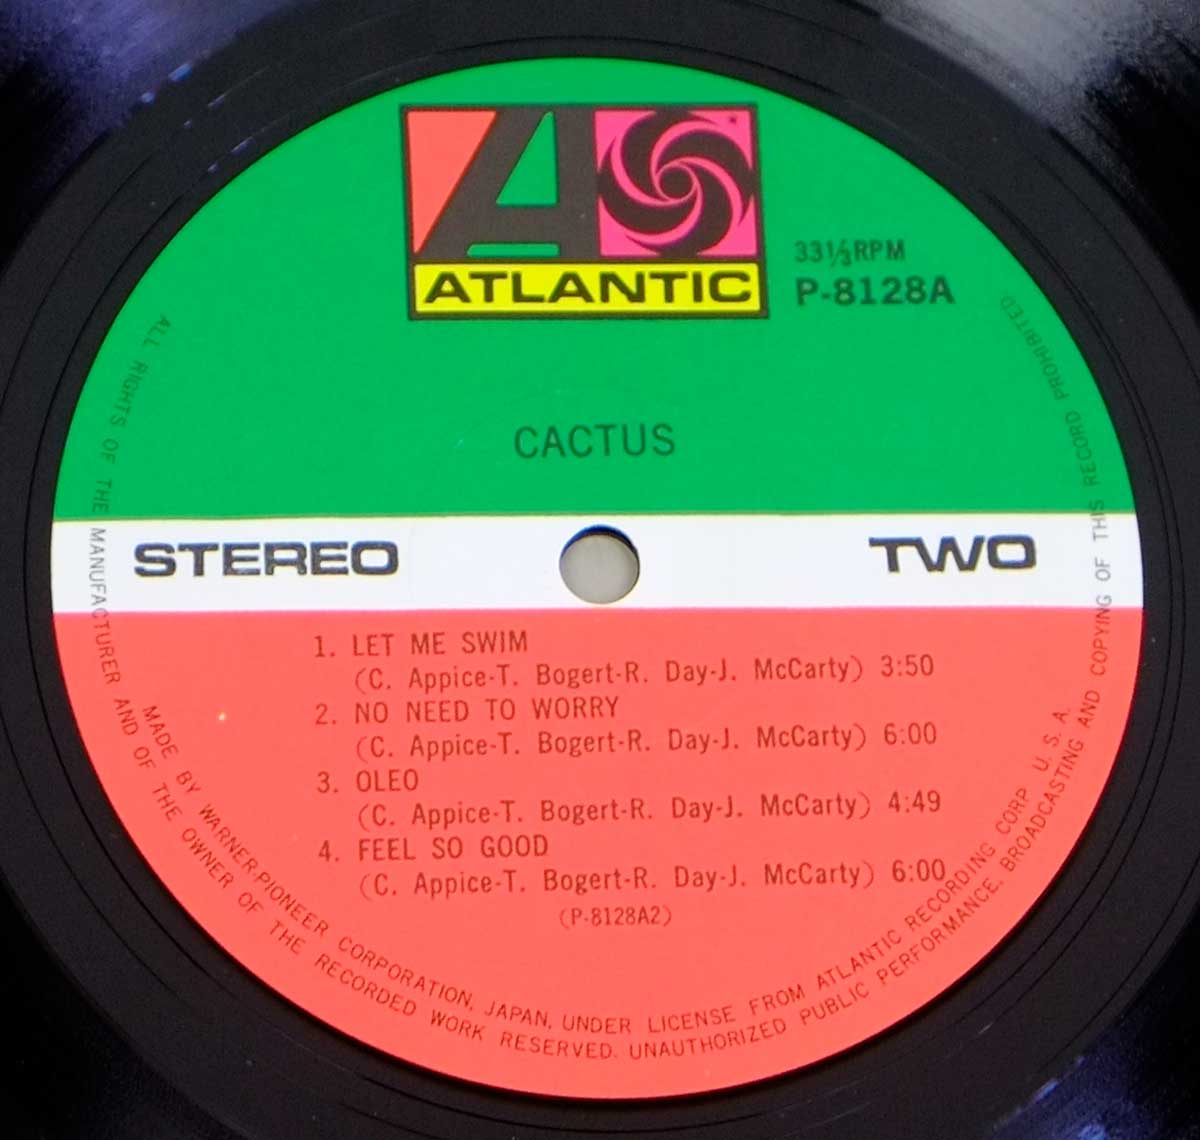 ATLANTIC
33⅓RPM
P-8128A
CACTUS
STEREO
TWO
1. LET ME SWIM
(C. Appice-T. Bogert-R. Day-J. McCarty) 3:50
2. NO NEED TO WORRY
(C. Appice-T. Bogert-R. Day-J. McCarty) 6:00
3. OLEO
(C. Appice-T. Bogert-R. Day-J. McCarty) 4:49
4. FEEL SO GOOD
(C. Appice-T. Bogert-R. Day-J. McCarty) 6:00
(P-8128A2)
MADE BY WARNER-PIONEER CORPORATION, JAPAN, UNDER LICENSE FROM ATLANTIC RECORDING CORP. U. S. A.
ALL RIGHTS OF THE MANUFACTURER AND OF THE OWNER OF THE RECORDED WORK RESERVED. UNAUTHORIZED PUBLIC PERFORMANCE, BROADCASTING AND COPYING OF THIS RECORD PROHIBITED